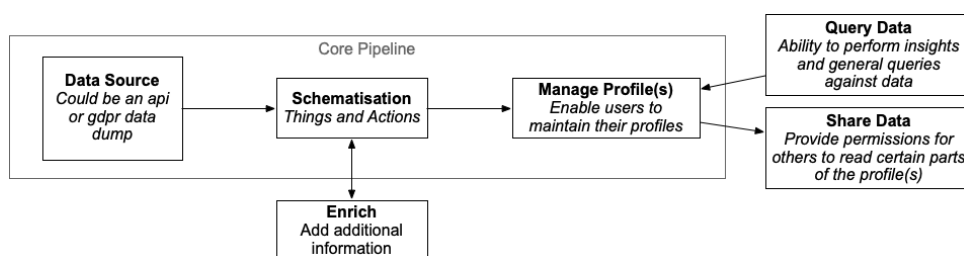 Core Pipeline
Data Source
Could be an api
or gdpr data
dump
Schematisation
Things and Actions
Manage Profile(s)
Enable users to
maintain their profiles
Query Data
Ability to perform insights
and general queries
against data
Share Data
Provide permissions for
others to read certain parts
of the profile(s)
Enrich
Add additional
information